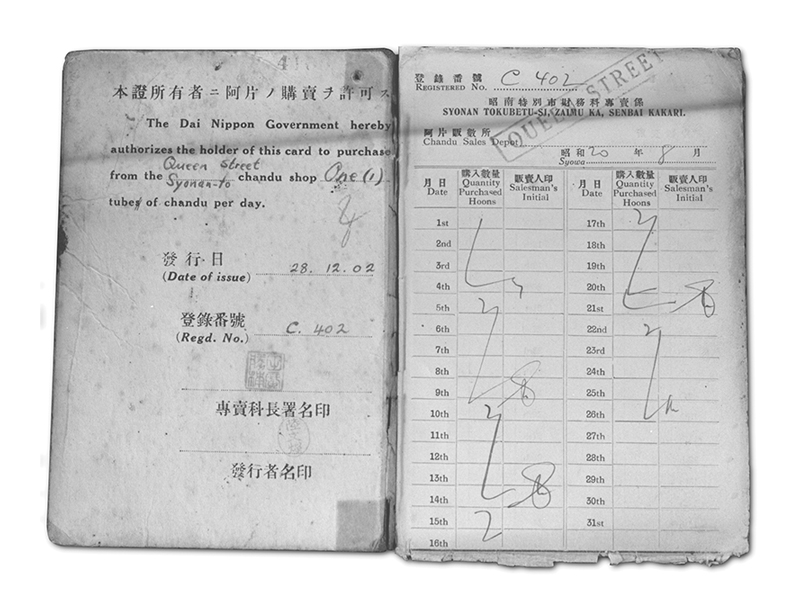 本證所有者ニ阿片ノ購賣ヲ許可ス
The Dai Nippon Government hereby
authorizes the holder of this card to purchase
Queen Street
from the Syonan-to chandu shop One (1)
tubes of chandu per day.
發行日
(Date of issue) 28. 12. 02
登錄番號
(Regd. No.) C. 402
專賣科長署名印
發行者名印
登錄番號
REGISTERED No. C 402
QUEEN STREET
昭南特別市財務科專賣係
SYONAN TOKUBETU-SI, ZAIMU KA, SENBAI KAKARI.
阿片販賣所
Chandu Sales Depot
昭和 20 年 8 月
Syowa
月日 購入數量 販賣人印 月日 購入數量 販賣人印
Date Quantity Purchased Hoons Salesman's Initial Date Quantity Purchased Hoons Salesman's Initial
1st 17th 2
2nd 18th
3rd 19th
4th 20th
5th 2 21st
6th 22nd 2
7th 23rd
8th 24th
9th 25th
10th 2 26th
11th 27th
12th 28th
13th 29th
14th 30th
15th 2 31st
16th